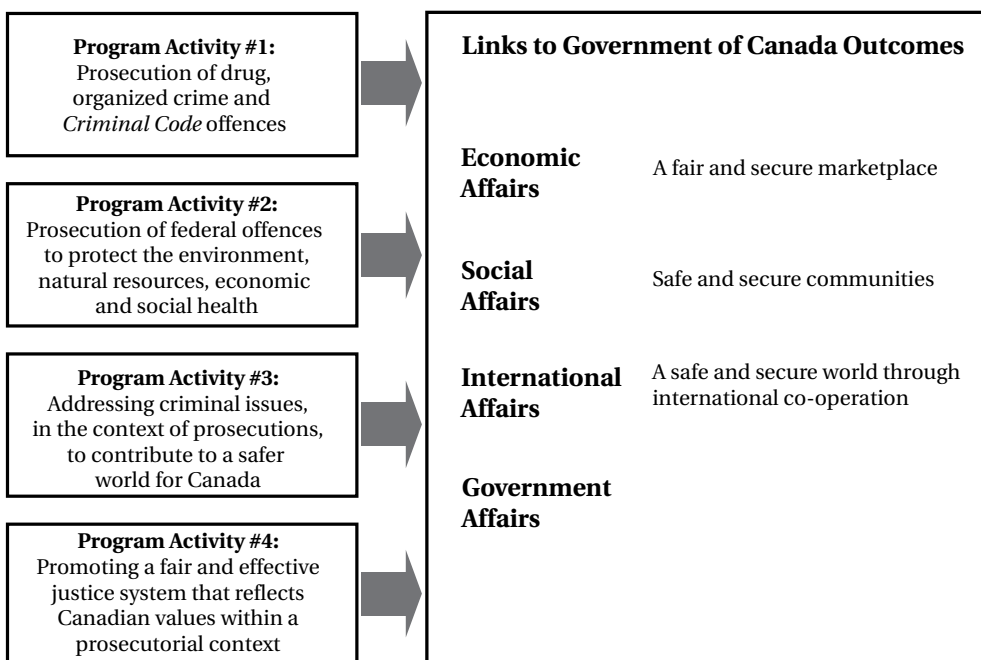 Program Activity #1:
Prosecution of drug,
organized crime and
Criminal Code offences
Program Activity #2:
Prosecution of federal offences
to protect the environment,
natural resources, economic
and social health
Program Activity #3:
Addressing criminal issues,
in the context of prosecutions,
to contribute to a safer
world for Canada
Program Activity #4:
Promoting a fair and effective
justice system that reflects
Canadian values within a
prosecutorial context
Links to Government of Canada Outcomes
Economic
Affairs
A fair and secure marketplace
Social
Affairs
Safe and secure communities
International
Affairs
A safe and secure world through
international co-operation
Government
Affairs